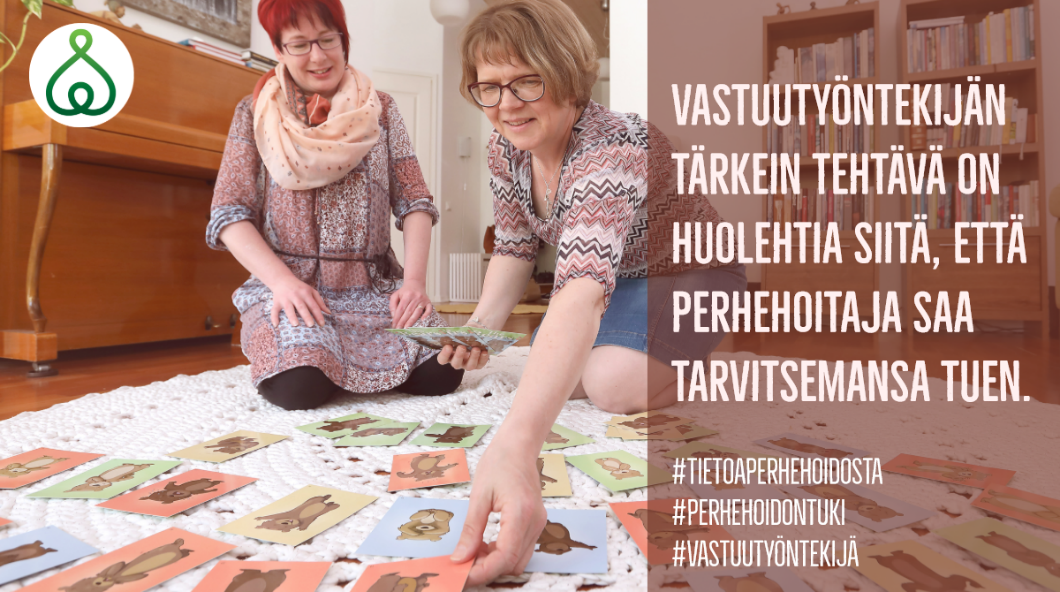 VASTUUTYÖNTEKIJÄN
TÄRKEIN TEHTÄVÄ ON
HUOLEHTIA SIITÄ, ETTÄ
PERHEHOITAJA SAA
TARVITSEMANSA TUEN.
#TIETOAPERHEHOIDOSTA
#PERHEHOIDONTUKI
#VASTUUTYÖNTEKIJÄ